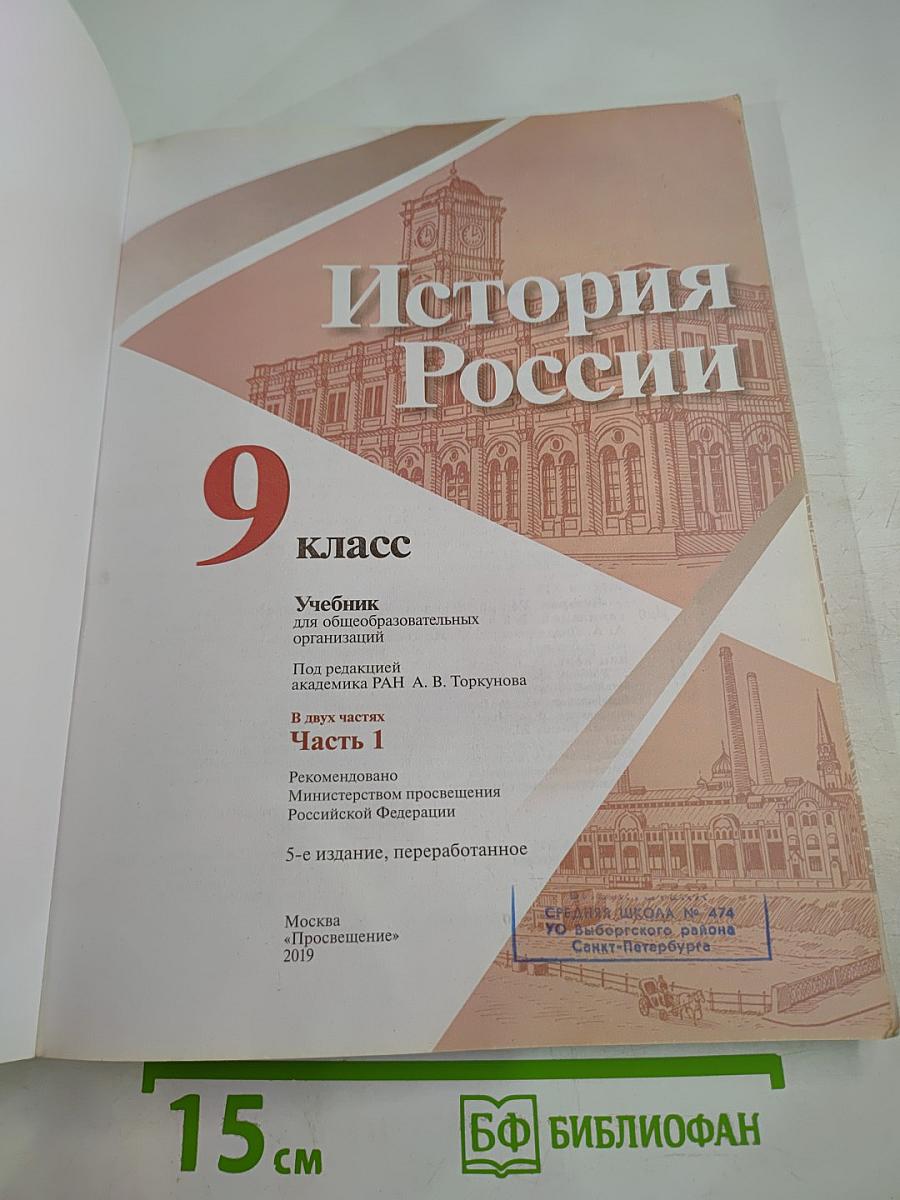 История
России
9 класс
Учебник
для общеобразовательных
организаций
Под редакцией
академика РАН А. В. Торкунова
В двух частях
Часть 1
Рекомендовано
Министерством просвещения
Российской Федерации
5-е издание, переработанное
СРЕДНЯЯ ШКОЛА № 474
УО Выборгского района
Санкт-Петербурга
Москва
«Просвещение»
2019
15 см
БФ БИБЛИОФАН